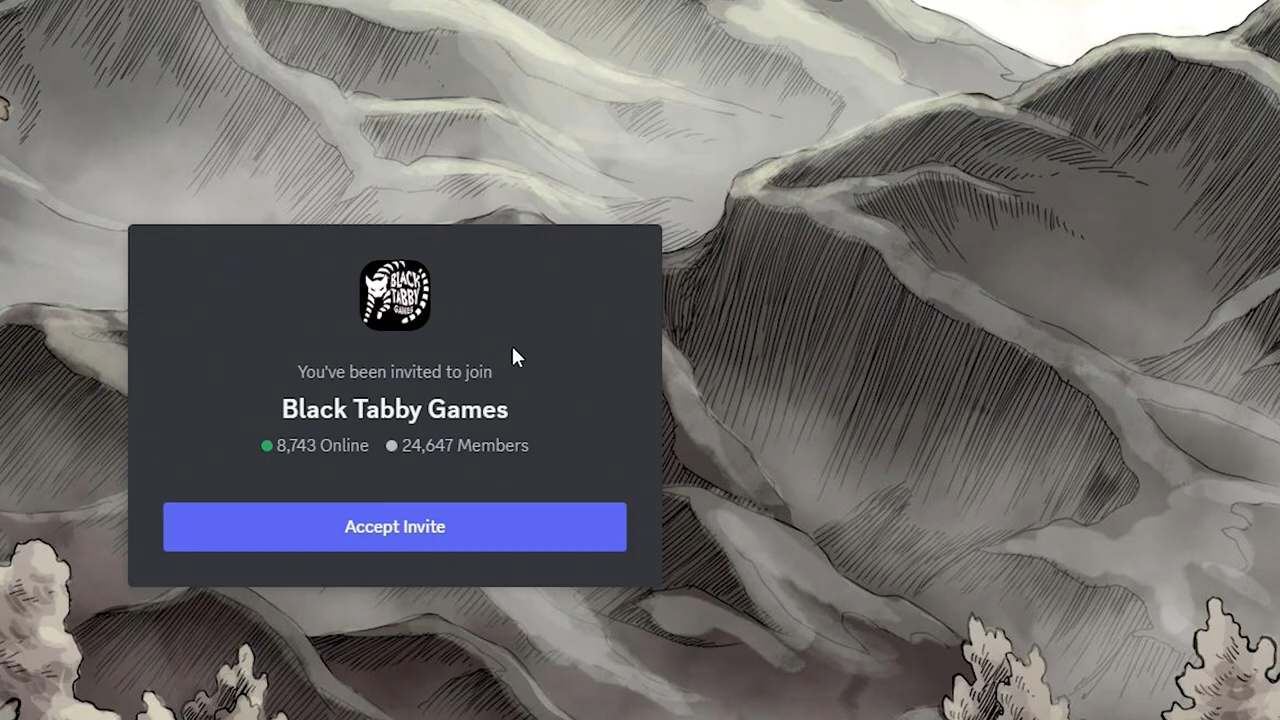 BLACK
TABBY
GAMES
You've been invited to join
Black Tabby Games
8,743 Online 24,647 Members
Accept Invite